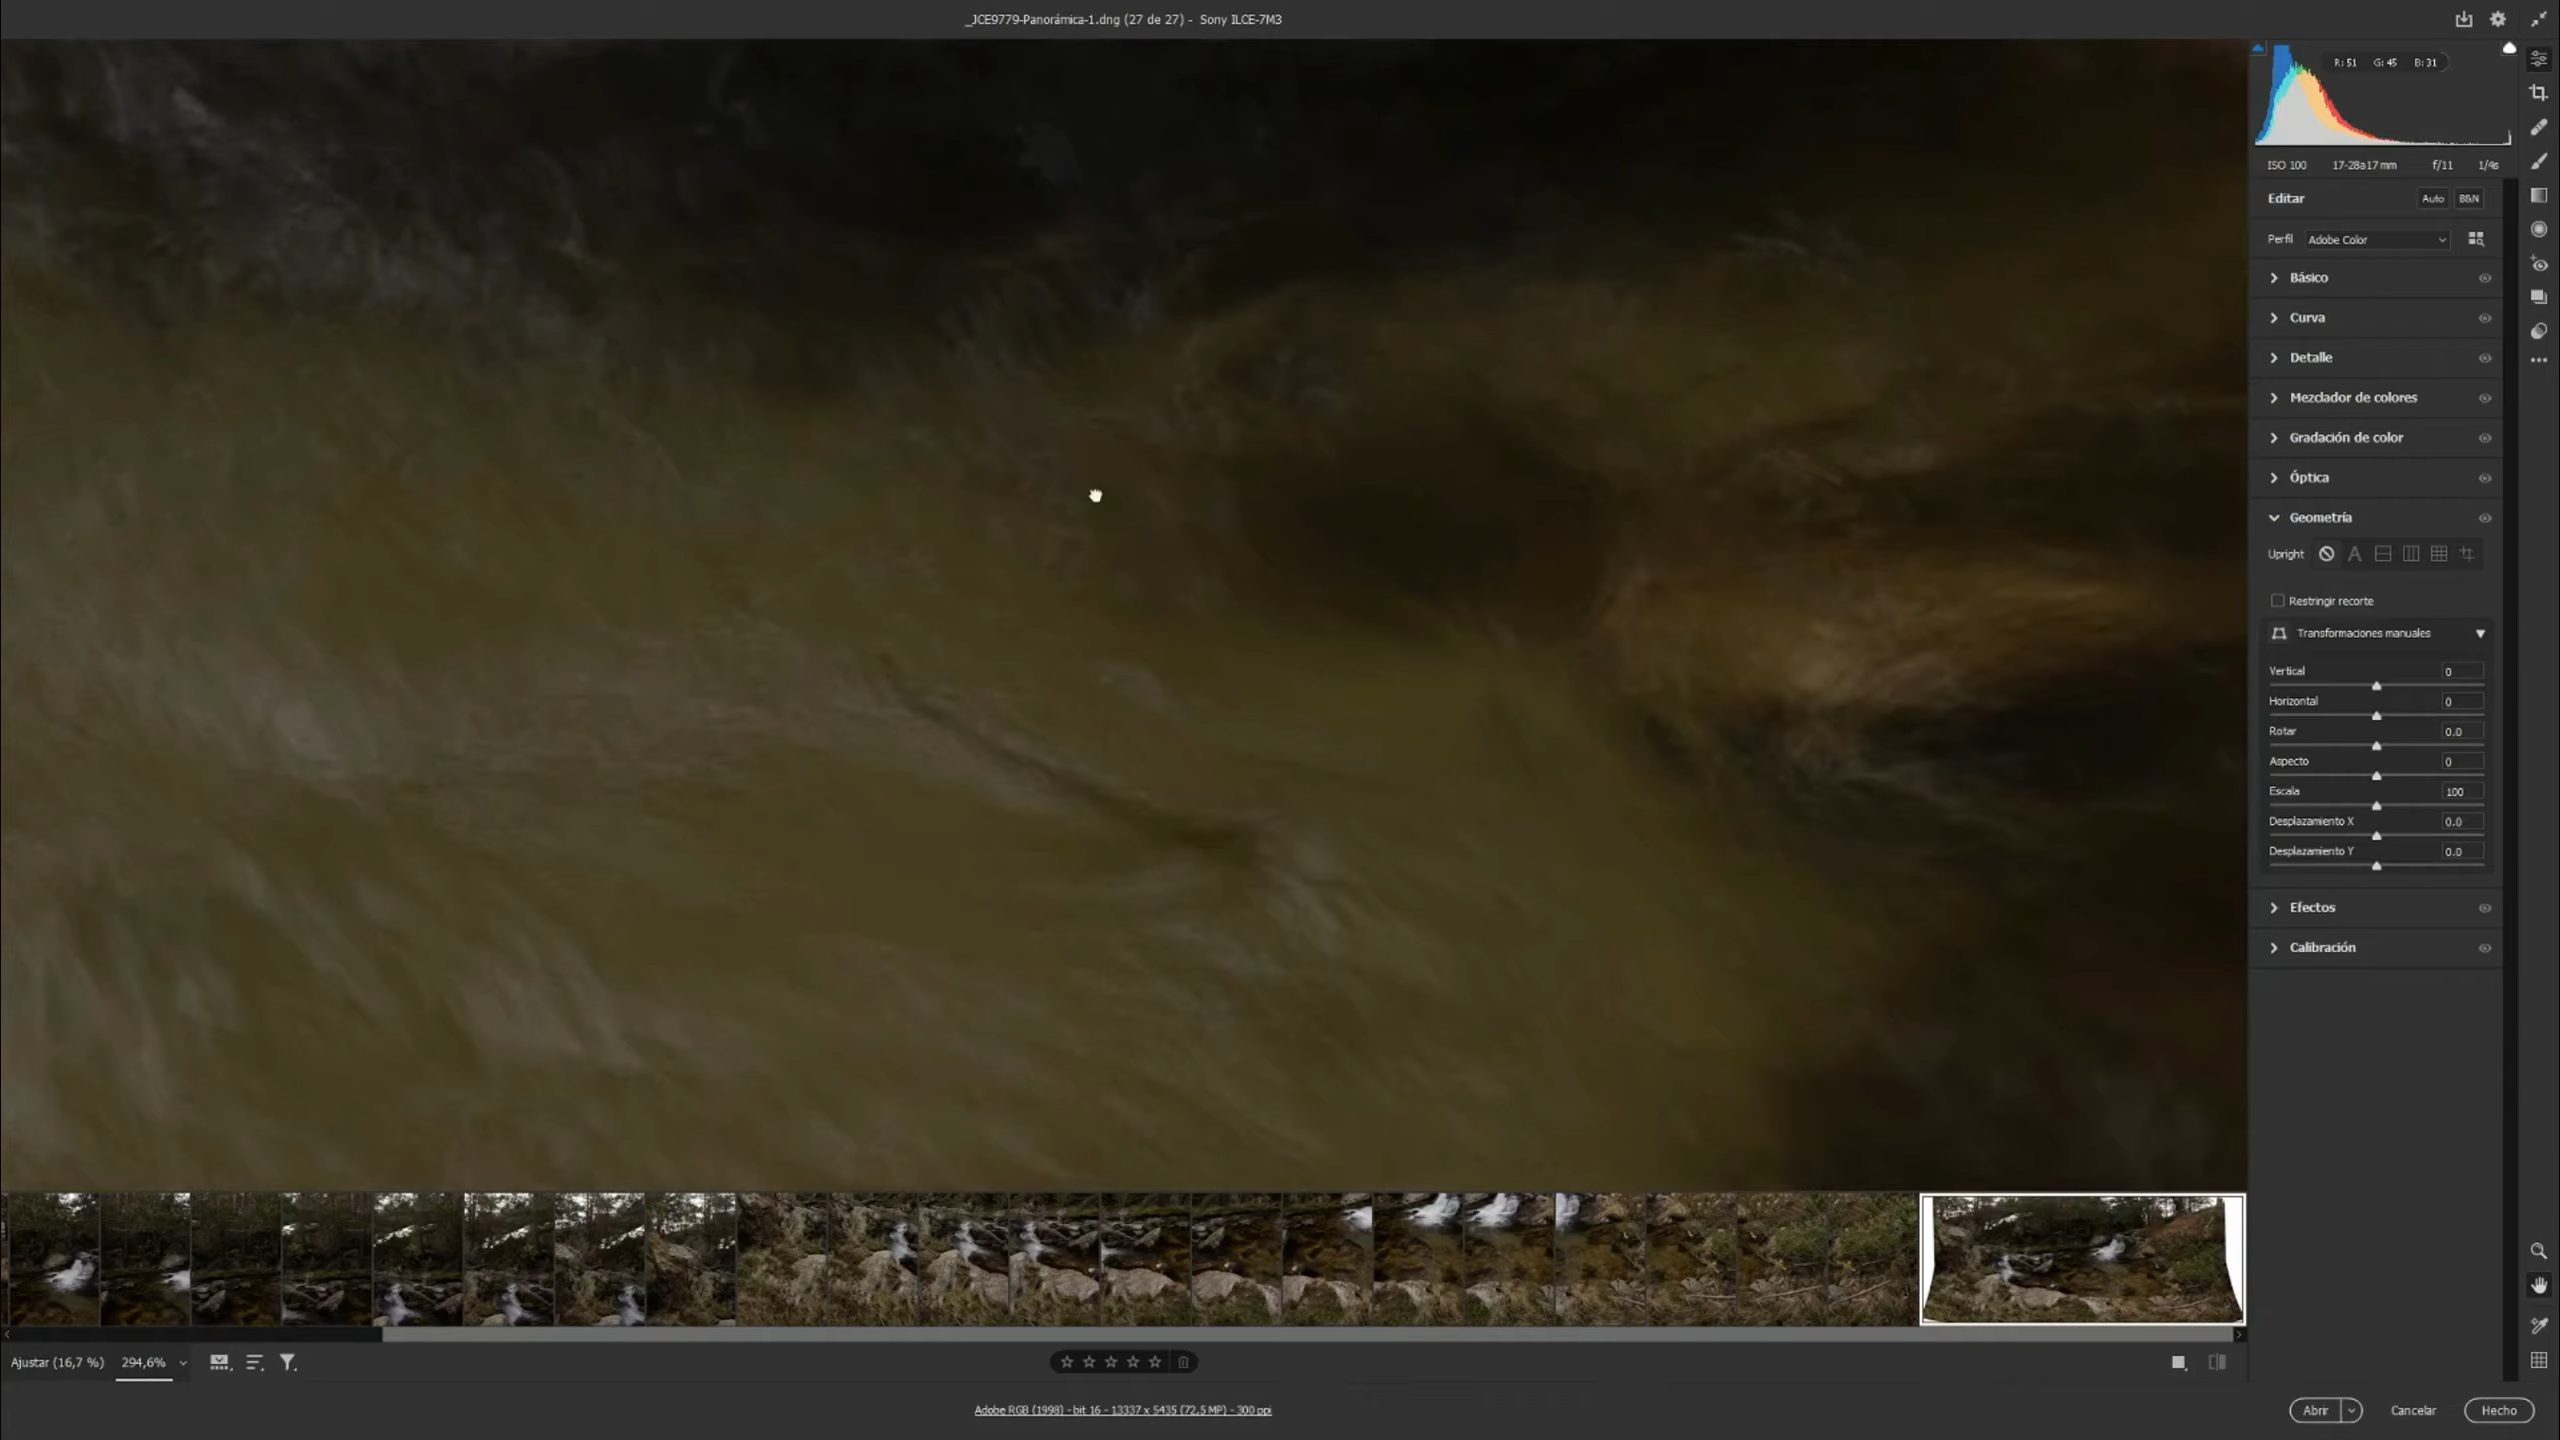 _JCE9779-Panorámica-1.dng (27 de 27) - Sony ILCE-7M3
R: 51 G: 45 B: 31
ISO 100 17-28a17 mm f/11 1/4s
Editar Auto B&N
Perfil Adobe Color
Básico
Curva
Detalle
Mezclador de colores
Gradación de color
Óptica
Geometría
Upright A
Restringir recorte
Transformaciones manuales
Vertical 0
Horizontal 0
Rotar 0.0
Aspecto 0
Escala 100
Desplazamiento X 0.0
Desplazamiento Y 0.0
Efectos
Calibración
Ajustar (16,7 %) 294,6%
Adobe RGB (1998) - bit 16 - 13337 x 5435 (72,5 MP) - 300 ppi
Abrir Cancelar Hecho